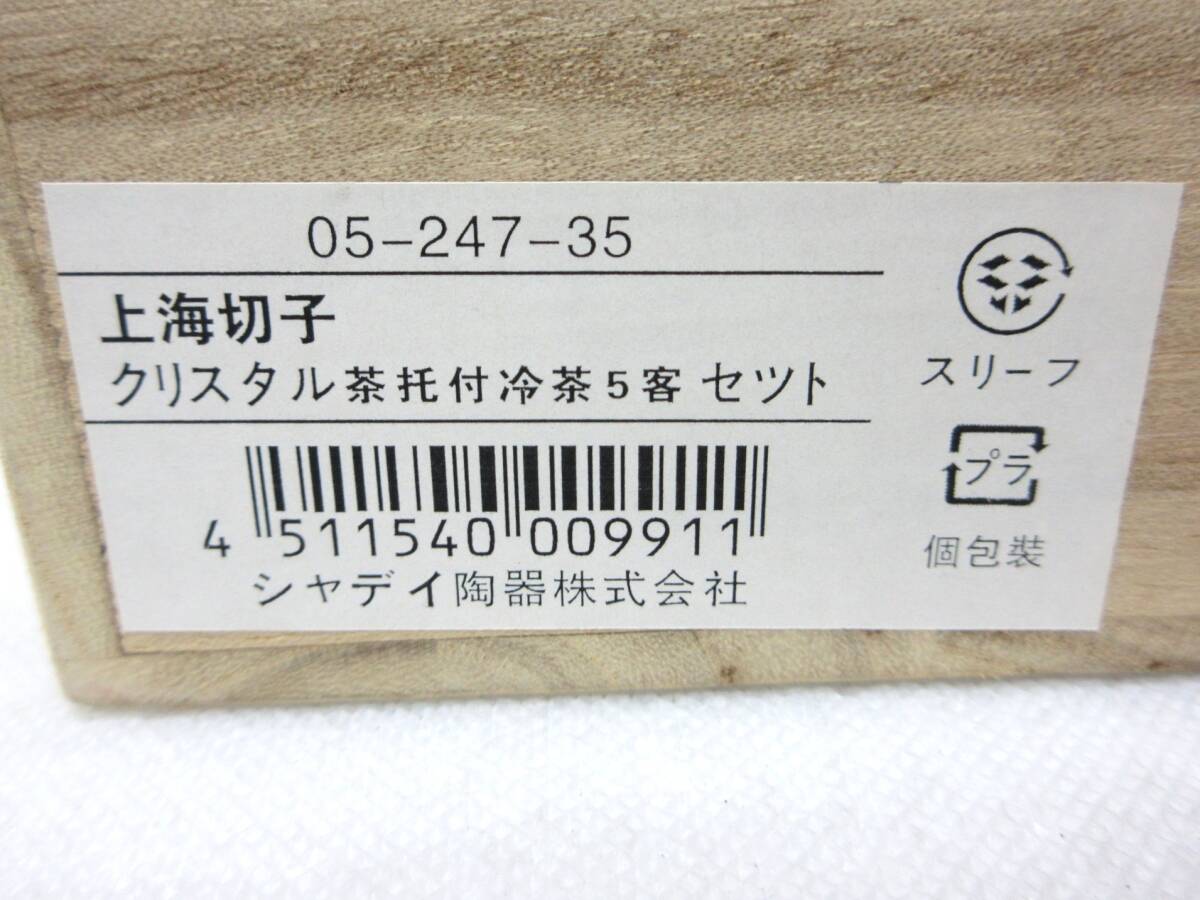 05-247-35
上海切子
クリスタル茶托付冷茶5客セツト
4 511540 009911
シャデイ陶器株式会社
スリーフ
プラ
個包装